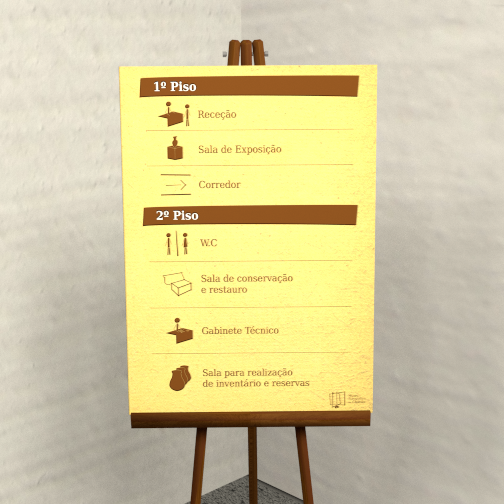 1º Piso
Receção
Sala de Exposição
Corredor
2º Piso
W.C
Sala de conservação
e restauro
Gabinete Técnico
Sala para realização
de inventário e reservas